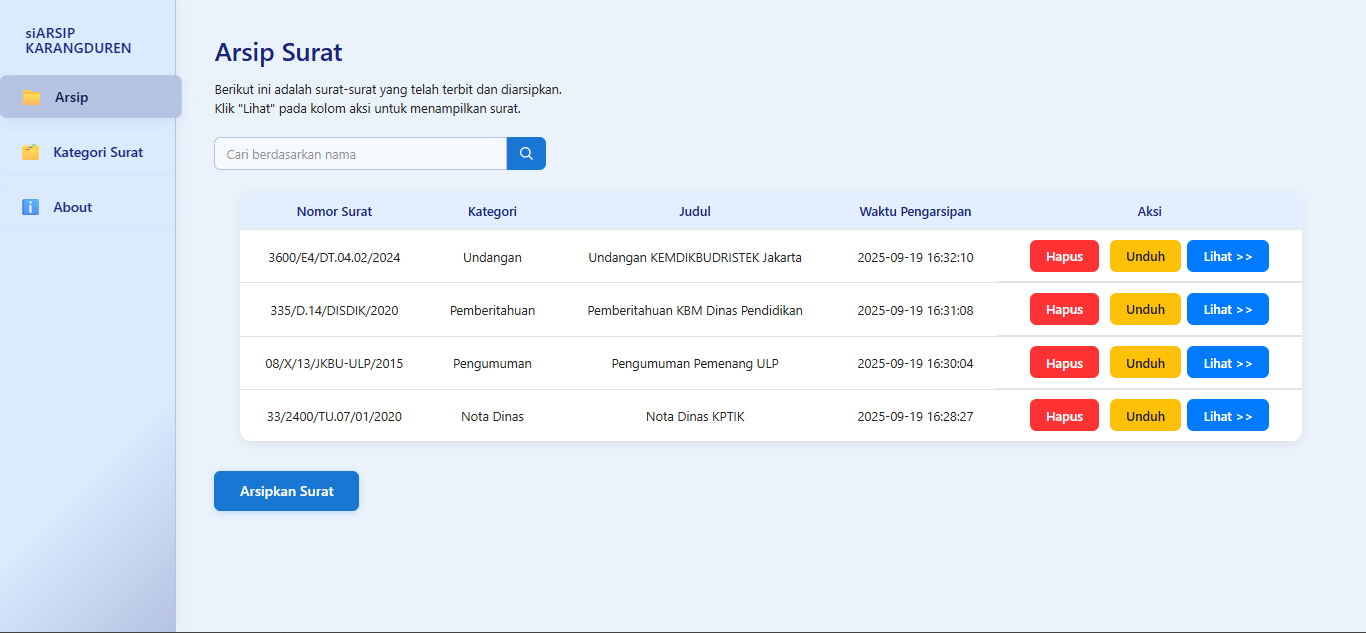 siARSIP
KARANGDUREN
Arsip
Kategori Surat
About
Arsip Surat
Berikut ini adalah surat-surat yang telah terbit dan diarsipkan.
Klik "Lihat" pada kolom aksi untuk menampilkan surat.
Cari berdasarkan nama
Nomor Surat Kategori Judul Waktu Pengarsipan Aksi
3600/E4/DT.04.02/2024 Undangan Undangan KEMDIKBUDRISTEK Jakarta 2025-09-19 16:32:10 Hapus Unduh Lihat >>
335/D.14/DISDIK/2020 Pemberitahuan Pemberitahuan KBM Dinas Pendidikan 2025-09-19 16:31:08 Hapus Unduh Lihat >>
08/X/13/JKBU-ULP/2015 Pengumuman Pengumuman Pemenang ULP 2025-09-19 16:30:04 Hapus Unduh Lihat >>
33/2400/TU.07/01/2020 Nota Dinas Nota Dinas KPTIK 2025-09-19 16:28:27 Hapus Unduh Lihat >>
Arsipkan Surat